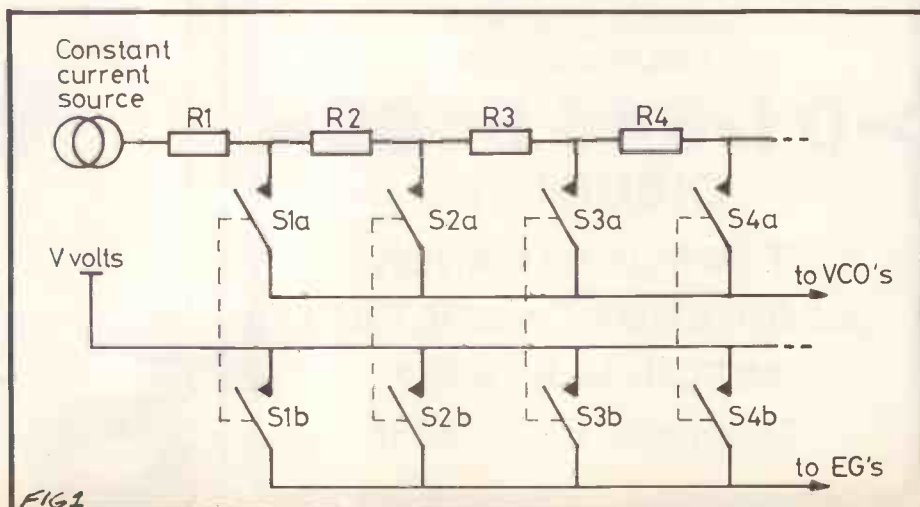 Constant
current
source
R1
R2
R3
R4
S1a
S2a
S3a
S4a
V volts
to VCO's
S1b
S2b
S3b
S4b
to EG's
FIG1